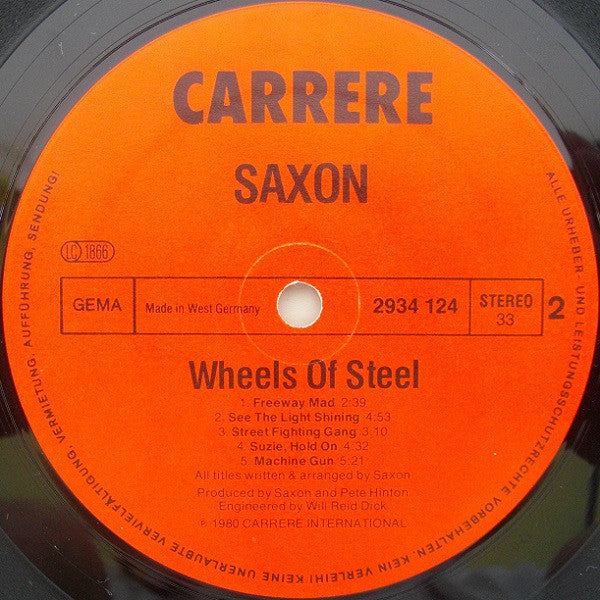 CARRERE
SAXON
LC 1866
GEMA
Made in West Germany
2934 124
STEREO
33
2
Wheels Of Steel
1. Freeway Mad 2:39
2. See The Light Shining 4:53
3. Street Fighting Gang 3:10
4. Suzie, Hold On 4:32
5. Machine Gun 5:21
All titles written & arranged by Saxon
Produced by Saxon and Pete Hinton
Engineered by Will Reid Dick
℗ 1980 CARRERE INTERNATIONAL
ALLE URHEBER- UND LEISTUNGSSCHUTZRECHTE VORBEHALTEN. KEIN VERLEIH! KEINE UNERLAUBTE VERVIELFÄLTIGUNG, VERMIETUNG, AUFFÜHRUNG, SENDUNG!